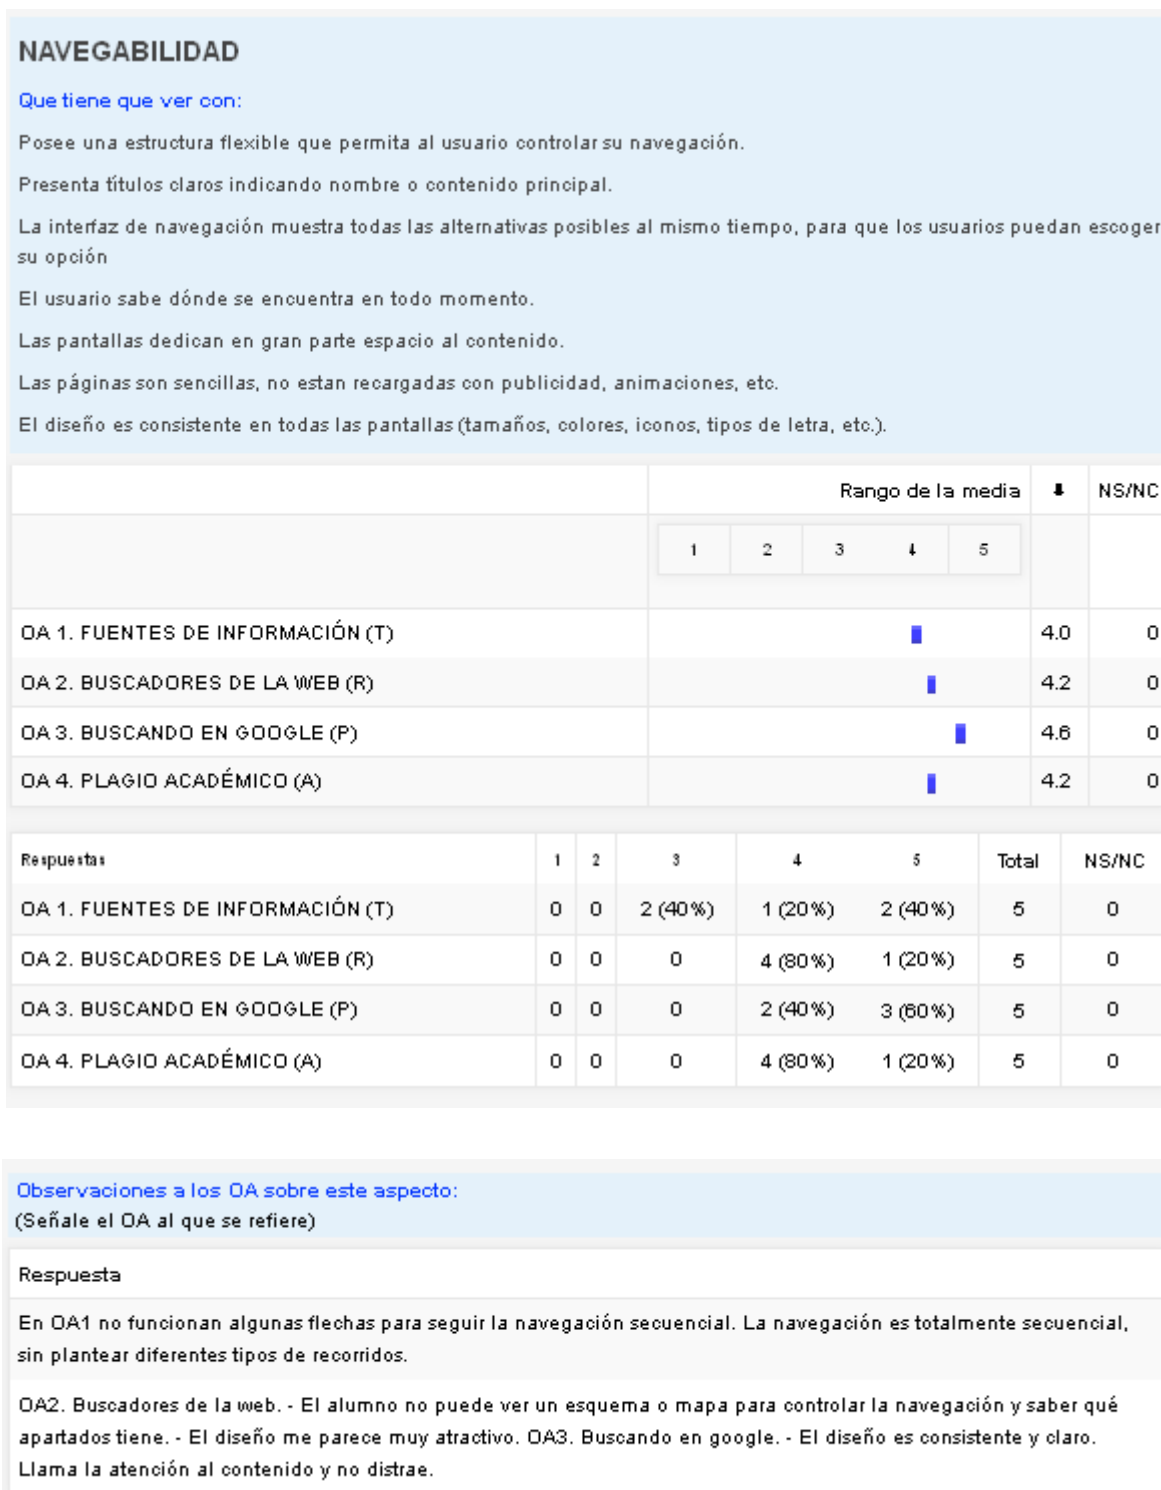 NAVEGABILIDAD
Que tiene que ver con:
Posee una estructura flexible que permita al usuario controlar su navegación.
Presenta títulos claros indicando nombre o contenido principal.
La interfaz de navegación muestra todas las alternativas posibles al mismo tiempo, para que los usuarios puedan escoger
su opción
El usuario sabe dónde se encuentra en todo momento.
Las pantallas dedican en gran parte espacio al contenido.
Las páginas son sencillas, no estan recargadas con publicidad, animaciones, etc.
El diseño es consistente en todas las pantallas (tamaños, colores, iconos, tipos de letra, etc.).
Rango de la media ⬇ NS/NC
1 2 3 4 5
OA 1. FUENTES DE INFORMACIÓN (T) 4.0 0
OA 2. BUSCADORES DE LA WEB (R) 4.2 0
OA 3. BUSCANDO EN GOOGLE (P) 4.6 0
OA 4. PLAGIO ACADÉMICO (A) 4.2 0
Respuestas 1 2 3 4 5 Total NS/NC
OA 1. FUENTES DE INFORMACIÓN (T) 0 0 2 (40%) 1 (20%) 2 (40%) 5 0
OA 2. BUSCADORES DE LA WEB (R) 0 0 0 4 (80%) 1 (20%) 5 0
OA 3. BUSCANDO EN GOOGLE (P) 0 0 0 2 (40%) 3 (60%) 5 0
OA 4. PLAGIO ACADÉMICO (A) 0 0 0 4 (80%) 1 (20%) 5 0
Observaciones a los OA sobre este aspecto:
(Señale el OA al que se refiere)
Respuesta
En OA1 no funcionan algunas flechas para seguir la navegación secuencial. La navegación es totalmente secuencial,
sin plantear diferentes tipos de recorridos.
OA2. Buscadores de la web. - El alumno no puede ver un esquema o mapa para controlar la navegación y saber qué
apartados tiene. - El diseño me parece muy atractivo. OA3. Buscando en google. - El diseño es consistente y claro.
Llama la atención al contenido y no distrae.